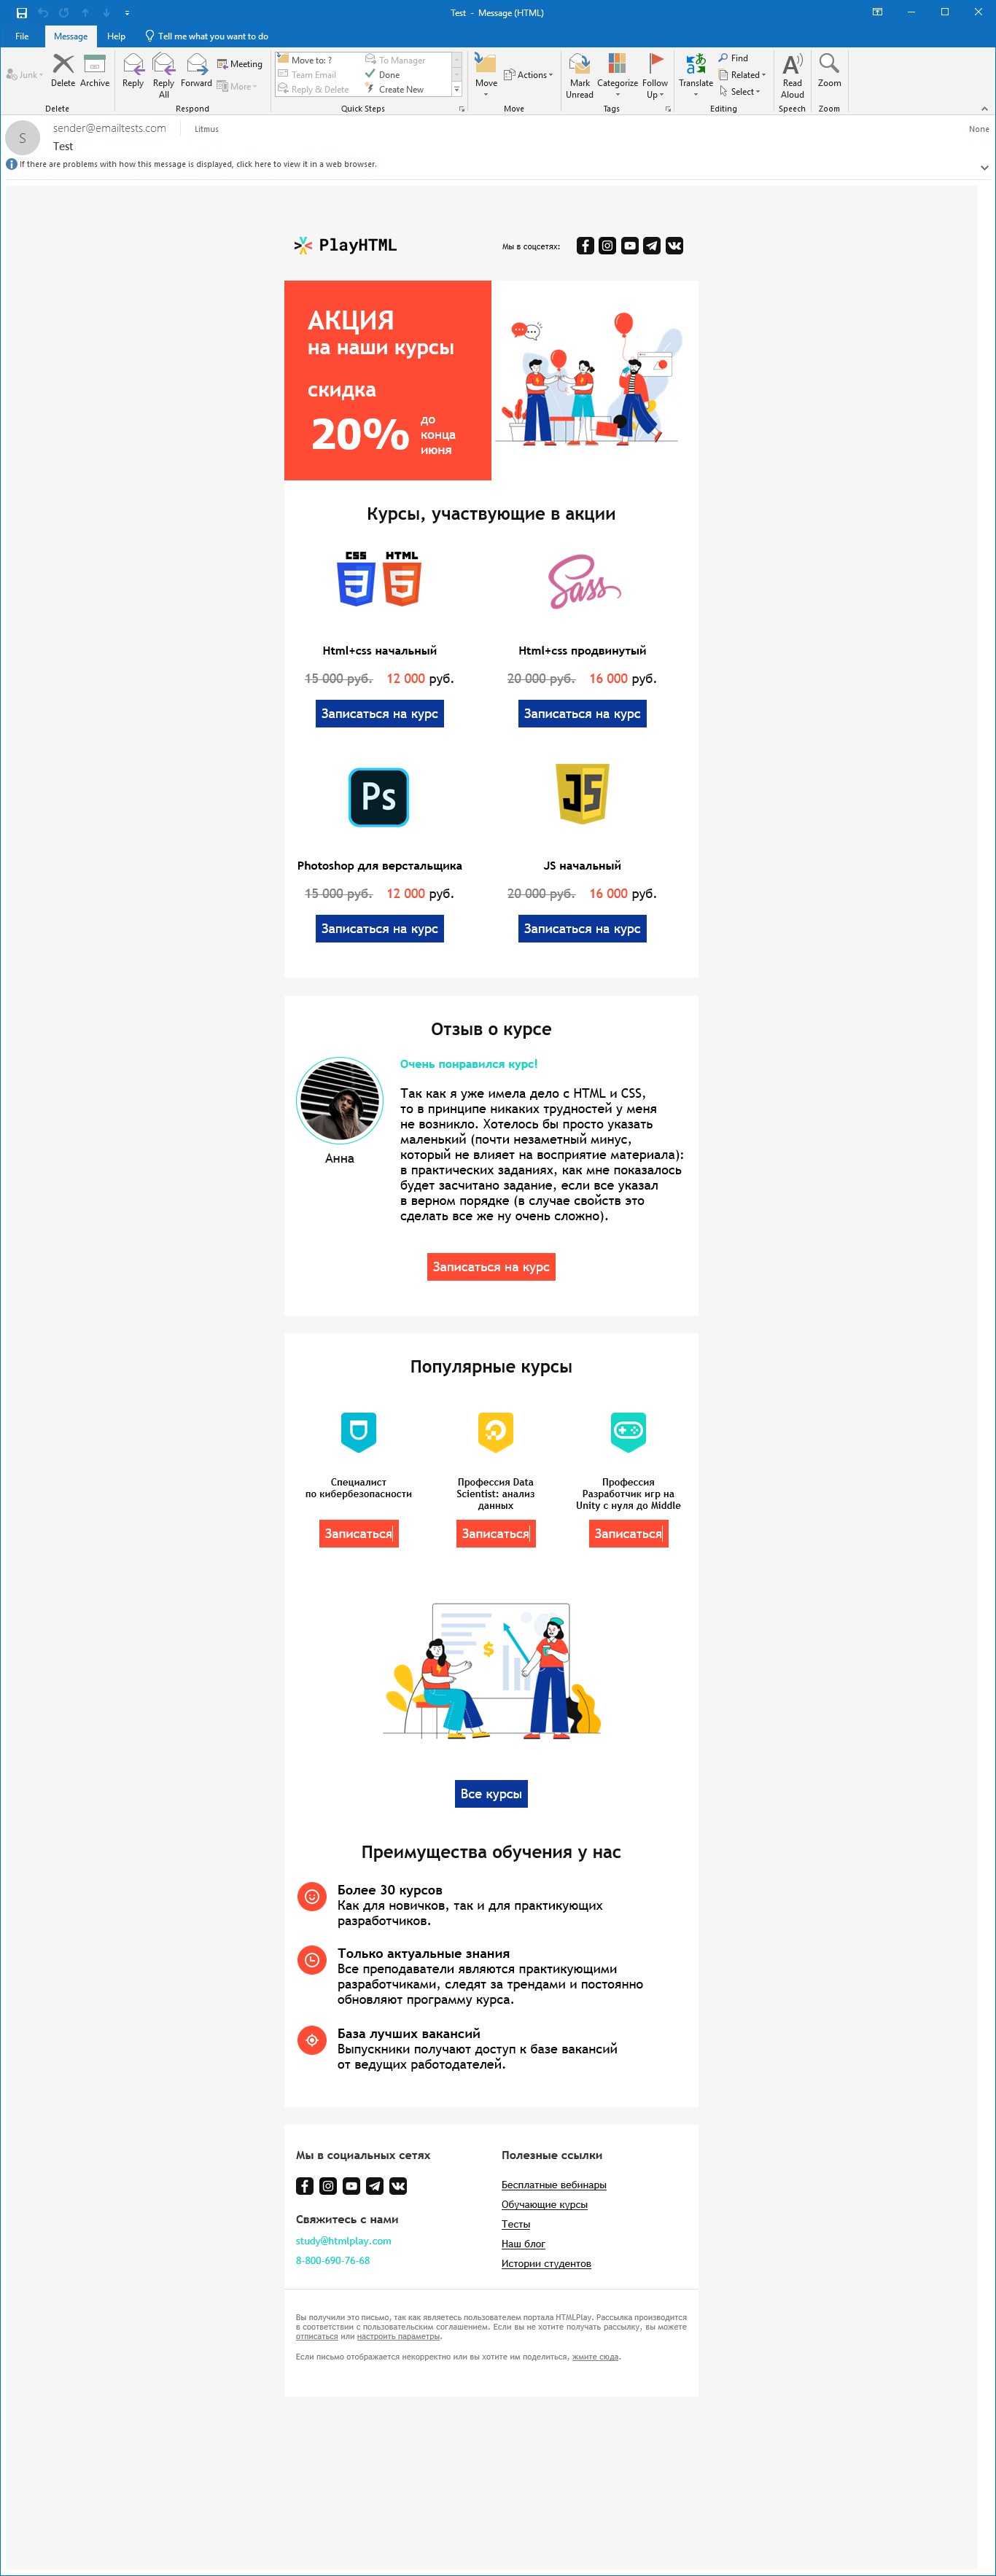 Test - Message (HTML)
File Message Help Tell me what you want to do
Junk Delete Archive Reply Reply All Forward Meeting More
Move to: ? To Manager
Team Email Done
Reply & Delete Create New
Move Actions Mark Unread Categorize Follow Up Translate Find Related Select Read Aloud Zoom
Delete Respond Quick Steps Move Tags Editing Speech Zoom
S
sender@emailtests.com Litmus None
Test
If there are problems with how this message is displayed, click here to view it in a web browser.
PlayHTML Мы в соцсетях:
АКЦИЯ
на наши курсы
скидка
20% до
конца
июня
Курсы, участвующие в акции
CSS HTML
3 5 Sass
Html+css начальный Html+css продвинутый
15 000 руб. 12 000 руб. 20 000 руб. 16 000 руб.
Записаться на курс Записаться на курс
Ps JS
Photoshop для верстальщика JS начальный
15 000 руб. 12 000 руб. 20 000 руб. 16 000 руб.
Записаться на курс Записаться на курс
Отзыв о курсе
Очень понравился курс!
Так как я уже имела дело с HTML и CSS,
то в принципе никаких трудностей у меня
не возникло. Хотелось бы просто указать
маленький (почти незаметный минус,
который не влияет на восприятие материала):
в практических заданиях, как мне показалось
будет засчитано задание, если все указал
в верном порядке (в случае свойств это
сделать все же ну очень сложно).
Анна
Записаться на курс
Популярные курсы
Специалист
по кибербезопасности
Профессия Data
Scientist: анализ
данных
Профессия
Разработчик игр на
Unity с нуля до Middle
Записаться Записаться Записаться
$
Все курсы
Преимущества обучения у нас
Более 30 курсов
Как для новичков, так и для практикующих
разработчиков.
Только актуальные знания
Все преподаватели являются практикующими
разработчиками, следят за трендами и постоянно
обновляют программу курса.
База лучших вакансий
Выпускники получают доступ к базе вакансий
от ведущих работодателей.
Мы в социальных сетях
Свяжитесь с нами
study@htmlplay.com
8-800-690-76-68
Полезные ссылки
Бесплатные вебинары
Обучающие курсы
Тесты
Наш блог
Истории студентов
Вы получили это письмо, так как являетесь пользователем портала HTMLPlay. Рассылка производится
в соответствии с пользовательским соглашением. Если вы не хотите получать рассылку, вы можете
отписаться или настроить параметры.
Если письмо отображается некорректно или вы хотите им поделиться, жмите сюда.